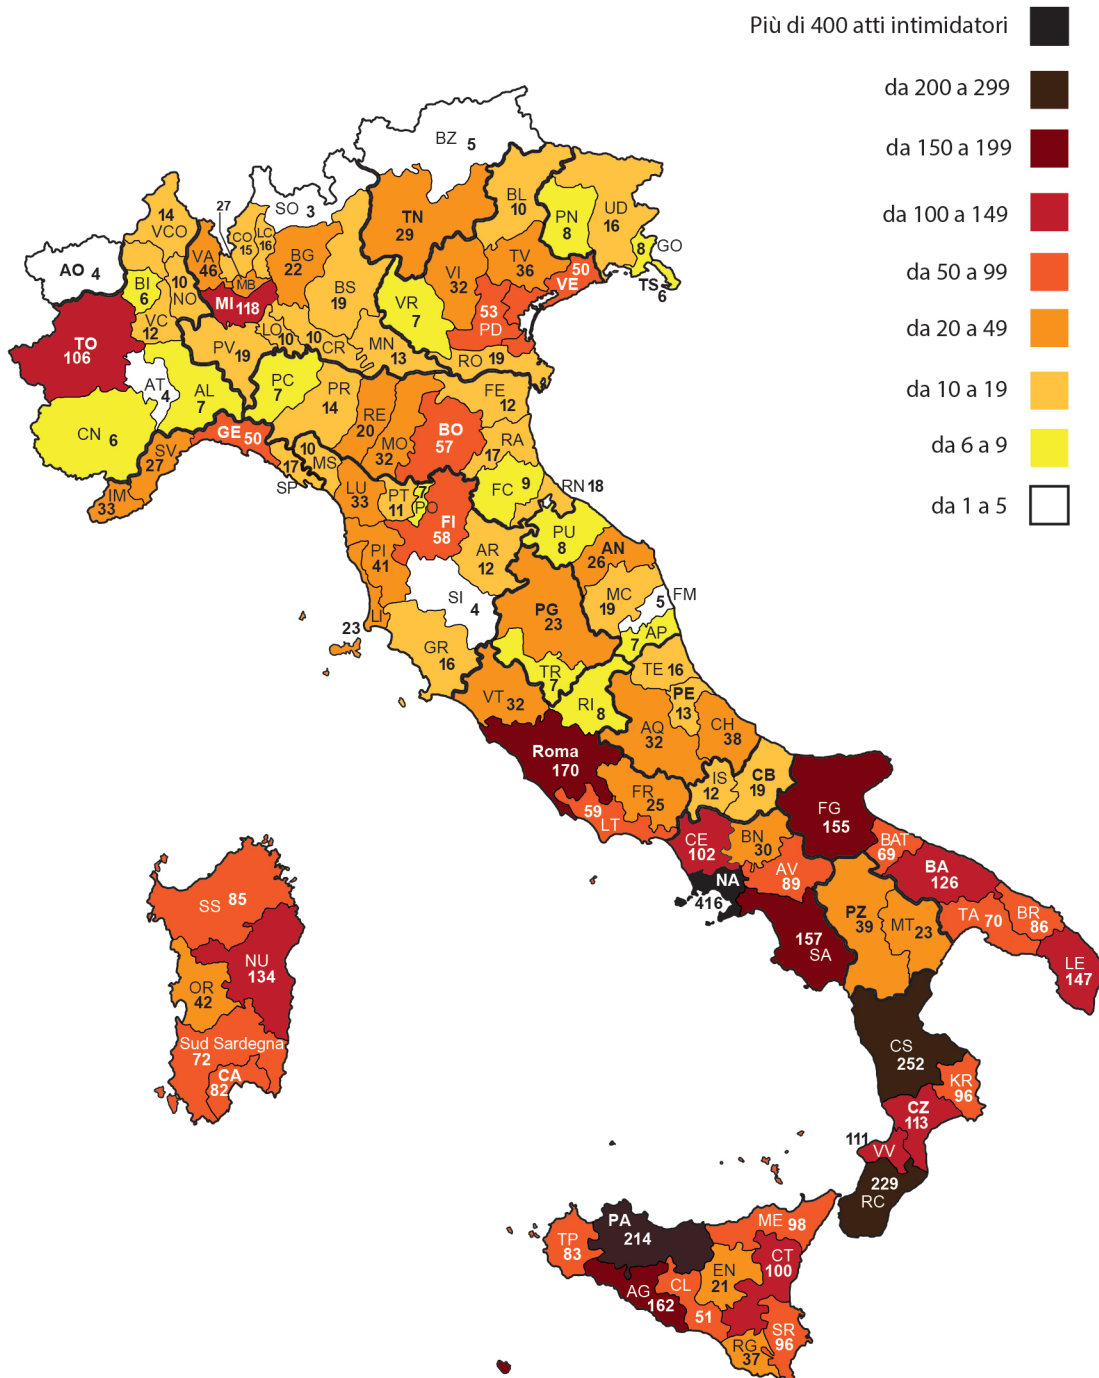 Più di 400 atti intimidatori
da 200 a 299
da 150 a 199
da 100 a 149
da 50 a 99
da 20 a 49
da 10 a 19
da 6 a 9
da 1 a 5
BZ 5
SO 3
TN
29
BL
10
PN
8
UD
16
8 GO
TS
6
14
VCO
27
CO
15
LC
16
VA
46
MB
BG
22
AO 4
BI
6
10
NO
MI 118
BS
19
VI
32
TV
36
50
VE
VR
7
53
PD
TO
106
VC
12
PV 19
LO
10
10
CR
MN
13
RO 19
AT
4
AL
7
PC
7
PR
14
RE
20
MO
32
FE
12
BO
57
RA
17
CN 6
GE 50
SV
27
IM
33
10
MS
17
SP
LU
33
PT
11
7
PO
FI
58
FC 9
RN 18
PU
8
AN
26
PI
41
AR
12
SI
4
MC
19
5 FM
AP
7
PG
23
LI
23
GR
16
TR
7
TE 16
PE
13
VT 32
RI 8
AQ
32
CH
38
Roma
170
FR
25
59
LT
IS
12
CB
19
FG
155
CE
102
BN
30
AV
89
NA
416
157
SA
BAT
69
BA
126
PZ
39
MT 23
TA 70
BR
86
LE
147
SS 85
NU
134
OR
42
Sud Sardegna
72
CA
82
CS
252
KR
96
CZ
113
111
VV
229
RC
PA
214
TP
83
ME 98
CT
100
EN
21
AG
162
CL
51
SR
96
RG
37